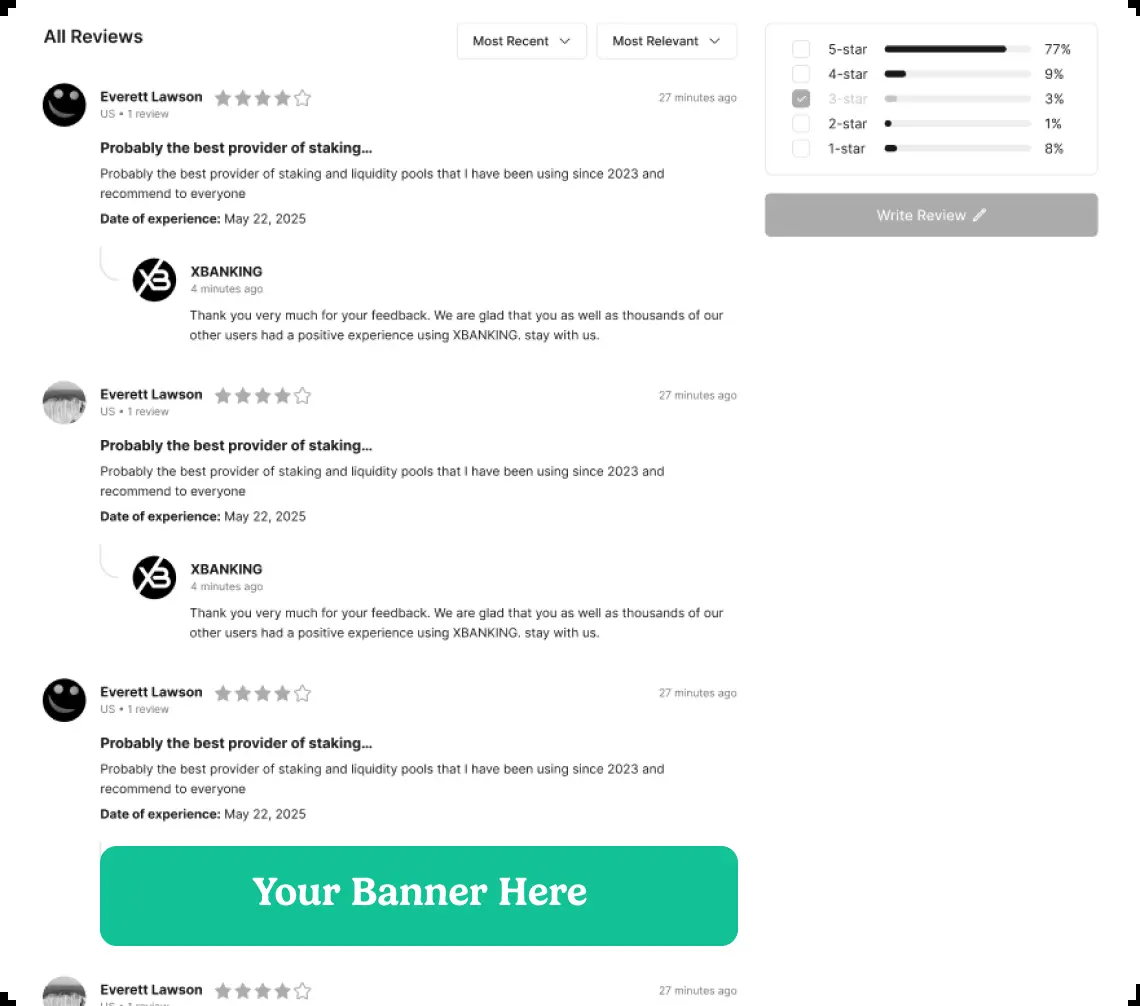 All Reviews
Most Recent
Most Relevant
Everett Lawson
27 minutes ago
US • 1 review
Probably the best provider of staking...
Probably the best provider of staking and liquidity pools that I have been using since 2023 and
recommend to everyone
Date of experience: May 22, 2025
XB
XBANKING
4 minutes ago
Thank you very much for your feedback. We are glad that you as well as thousands of our
other users had a positive experience using XBANKING. stay with us.
Everett Lawson
27 minutes ago
US • 1 review
Probably the best provider of staking...
Probably the best provider of staking and liquidity pools that I have been using since 2023 and
recommend to everyone
Date of experience: May 22, 2025
XB
XBANKING
4 minutes ago
Thank you very much for your feedback. We are glad that you as well as thousands of our
other users had a positive experience using XBANKING. stay with us.
Everett Lawson
27 minutes ago
US • 1 review
Probably the best provider of staking...
Probably the best provider of staking and liquidity pools that I have been using since 2023 and
recommend to everyone
Date of experience: May 22, 2025
Your Banner Here
Everett Lawson
27 minutes ago
US • 1 review
5-star 77%
4-star 9%
3-star 3%
2-star 1%
1-star 8%
Write Review